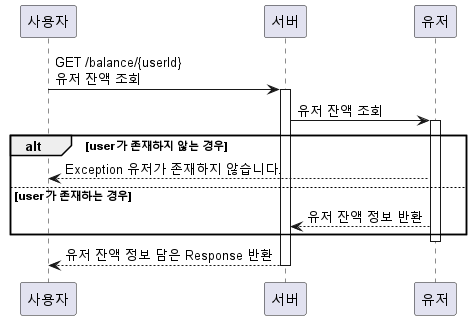 사용자 서버 유저
GET /balance/{userId}
유저 잔액 조회
유저 잔액 조회
alt [user가 존재하지 않는 경우]
Exception 유저가 존재하지 않습니다.
[user가 존재하는 경우]
유저 잔액 정보 반환
유저 잔액 정보 담은 Response 반환
사용자 서버 유저